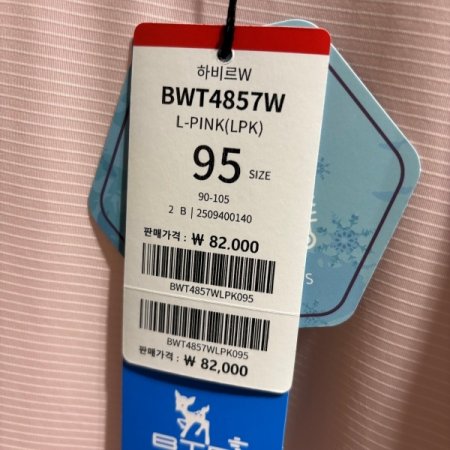 하비르W
BWT4857W
L-PINK(LPK)
95 SIZE
90-105
2 B | 2509400140
판매가격 : ₩ 82.000
BWT4857WLPK095
BWT4857WLPK095
판매가격 : ₩ 82,000